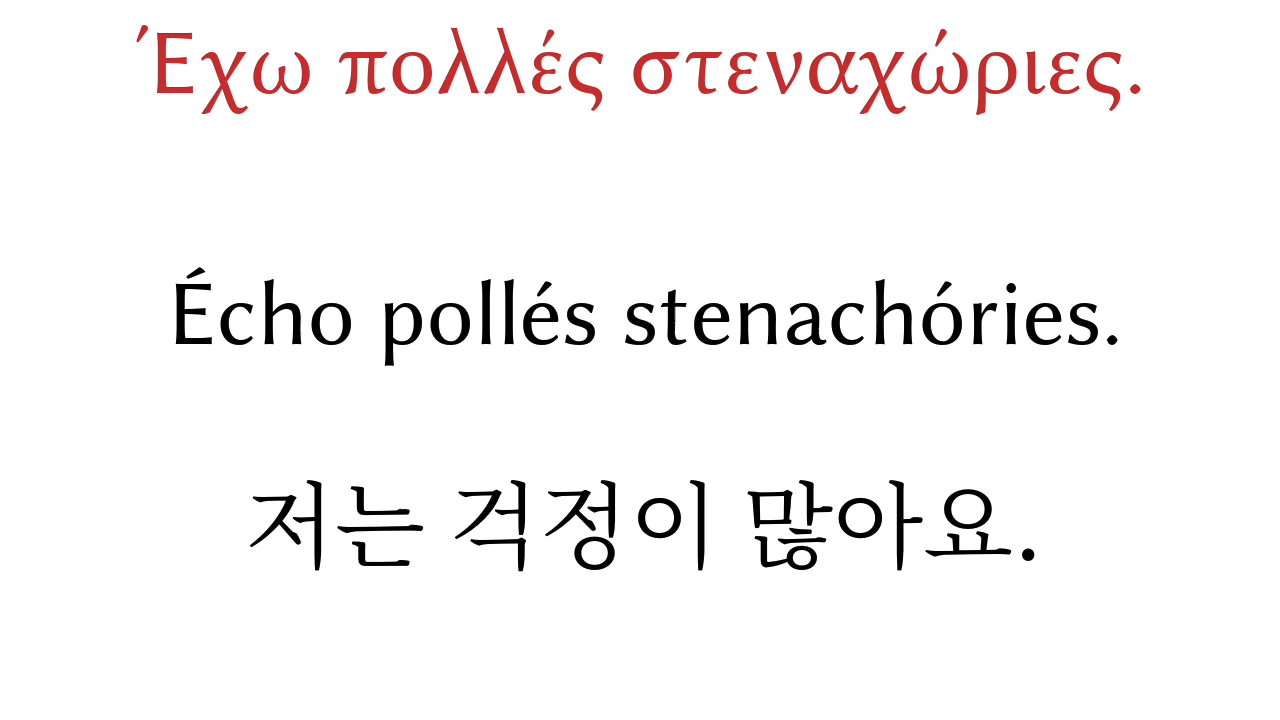 Έχω πολλές στεναχώριες.
Écho pollés stenachóries.
저는 걱정이 많아요.